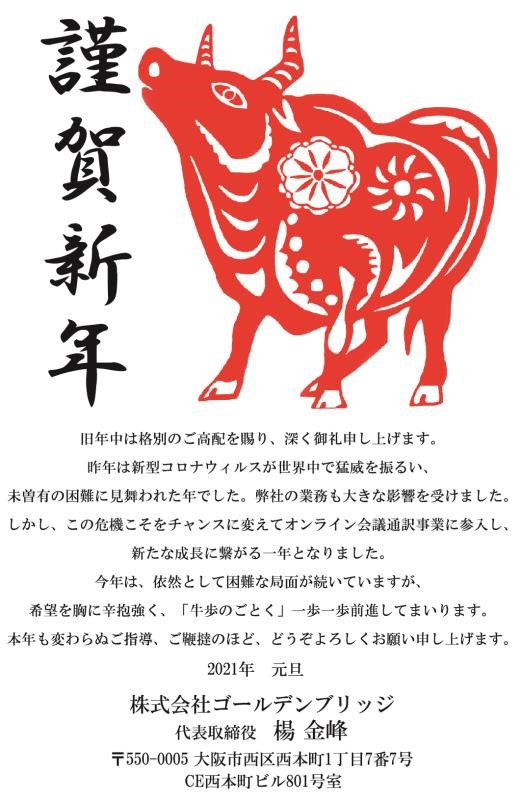 謹賀新年
旧年中は格別のご高配を賜り、深く御礼申し上げます。
昨年は新型コロナウィルスが世界中で猛威を振るい、
未曽有の困難に見舞われた年でした。弊社の業務も大きな影響を受けました。
しかし、この危機こそをチャンスに変えてオンライン会議通訳事業に参入し、
新たな成長に繋がる一年となりました。
今年は、依然として困難な局面が続いていますが、
希望を胸に辛抱強く、「牛歩のごとく」一歩一歩前進してまいります。
本年も変わらぬご指導、ご鞭撻のほど、どうぞよろしくお願い申し上げます。
2021年　元旦
株式会社ゴールデンブリッジ
代表取締役　楊 金峰
〒550-0005 大阪市西区西本町1丁目7番7号
CE西本町ビル801号室